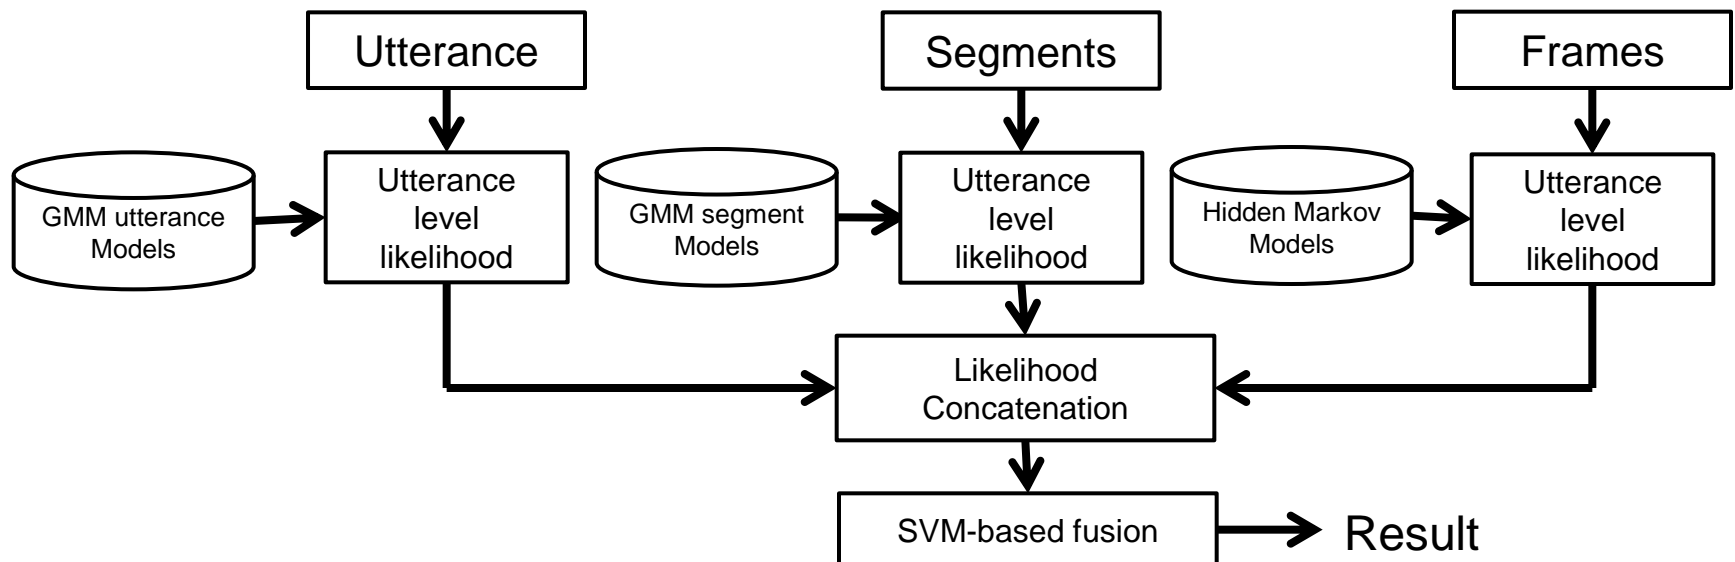 Utterance
Segments
Frames
GMM utterance
Models
Utterance
level
likelihood
GMM segment
Models
Utterance
level
likelihood
Hidden Markov
Models
Utterance
level
likelihood
Likelihood
Concatenation
SVM-based fusion
Result